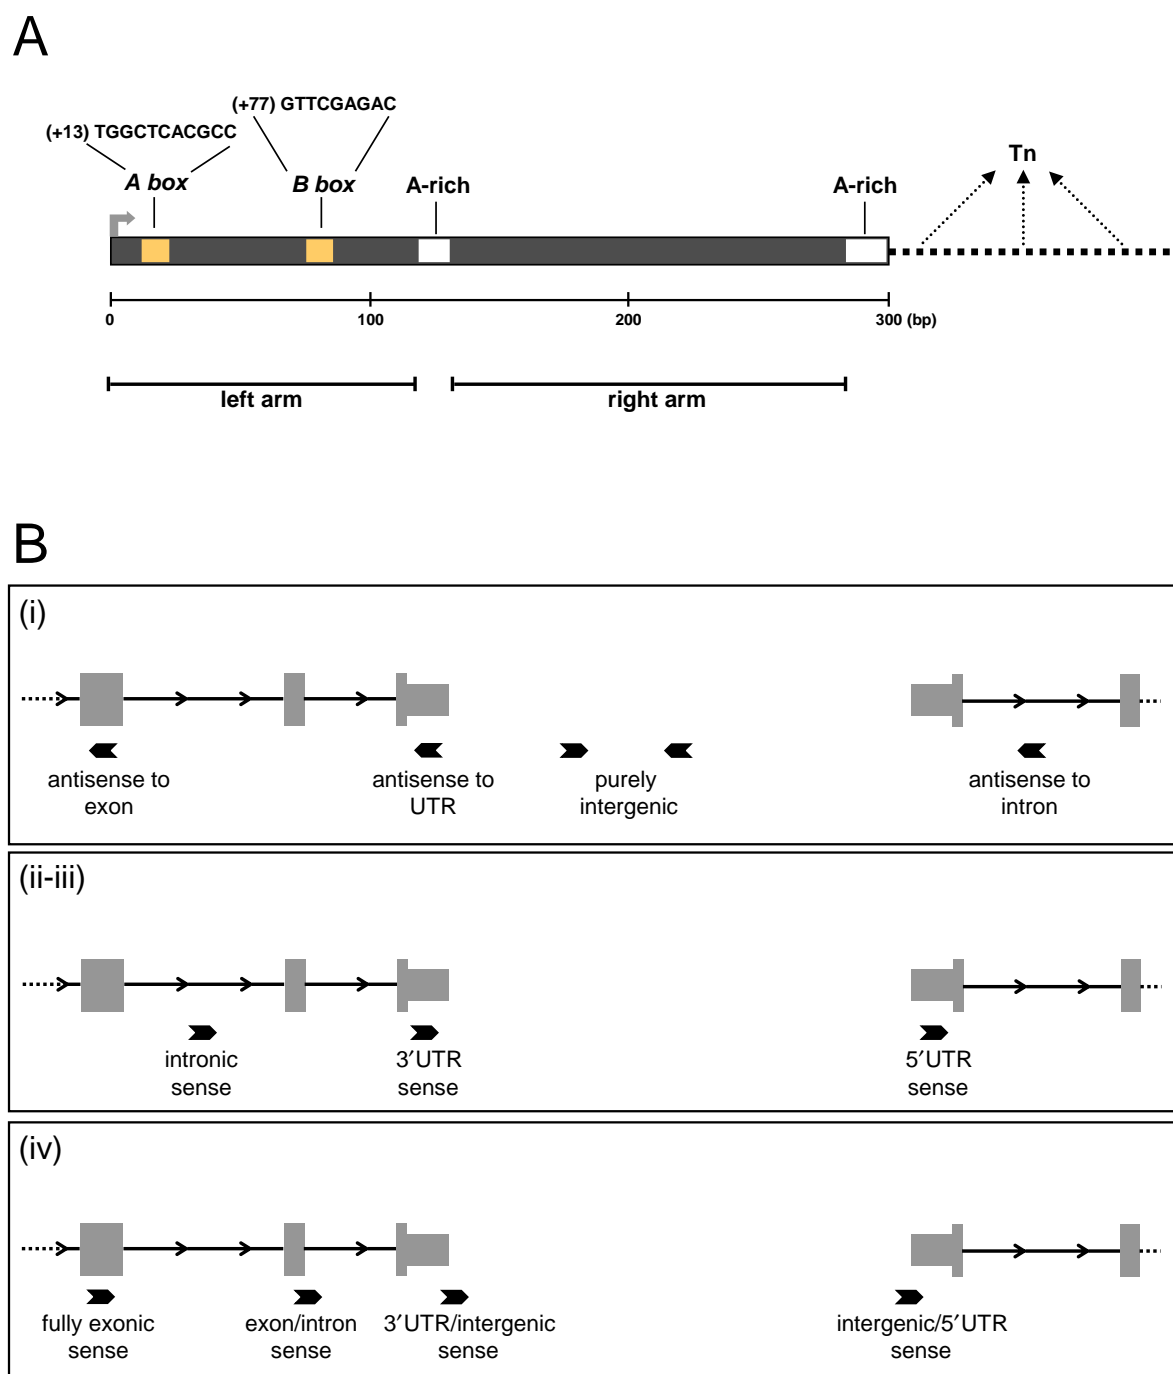 A
(+77) GTTCGAGAC
(+13) TGGCTCACGCC
Tn
A box
B box
A-rich
A-rich
0
100
200
300 (bp)
left arm
right arm
B
(i)
antisense to
exon
antisense to
UTR
purely
intergenic
antisense to
intron
(ii-iii)
intronic
sense
3′UTR
sense
5′UTR
sense
(iv)
fully exonic
sense
exon/intron
sense
3′UTR/intergenic
sense
intergenic/5′UTR
sense